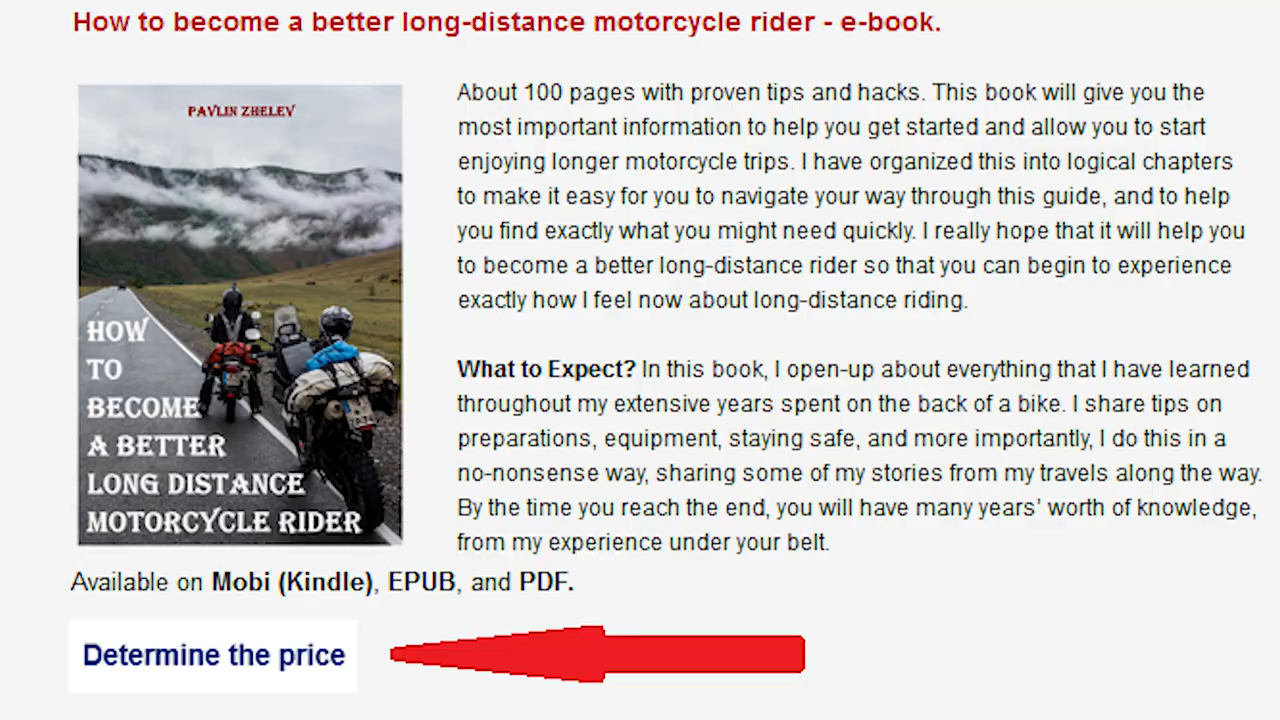 How to become a better long-distance motorcycle rider - e-book.
PAVLIN ZHELEV
HOW
TO
BECOME
A BETTER
LONG DISTANCE
MOTORCYCLE RIDER
About 100 pages with proven tips and hacks. This book will give you the
most important information to help you get started and allow you to start
enjoying longer motorcycle trips. I have organized this into logical chapters
to make it easy for you to navigate your way through this guide, and to help
you find exactly what you might need quickly. I really hope that it will help you
to become a better long-distance rider so that you can begin to experience
exactly how I feel now about long-distance riding.
What to Expect? In this book, I open-up about everything that I have learned
throughout my extensive years spent on the back of a bike. I share tips on
preparations, equipment, staying safe, and more importantly, I do this in a
no-nonsense way, sharing some of my stories from my travels along the way.
By the time you reach the end, you will have many years’ worth of knowledge,
from my experience under your belt.
Available on Mobi (Kindle), EPUB, and PDF.
Determine the price